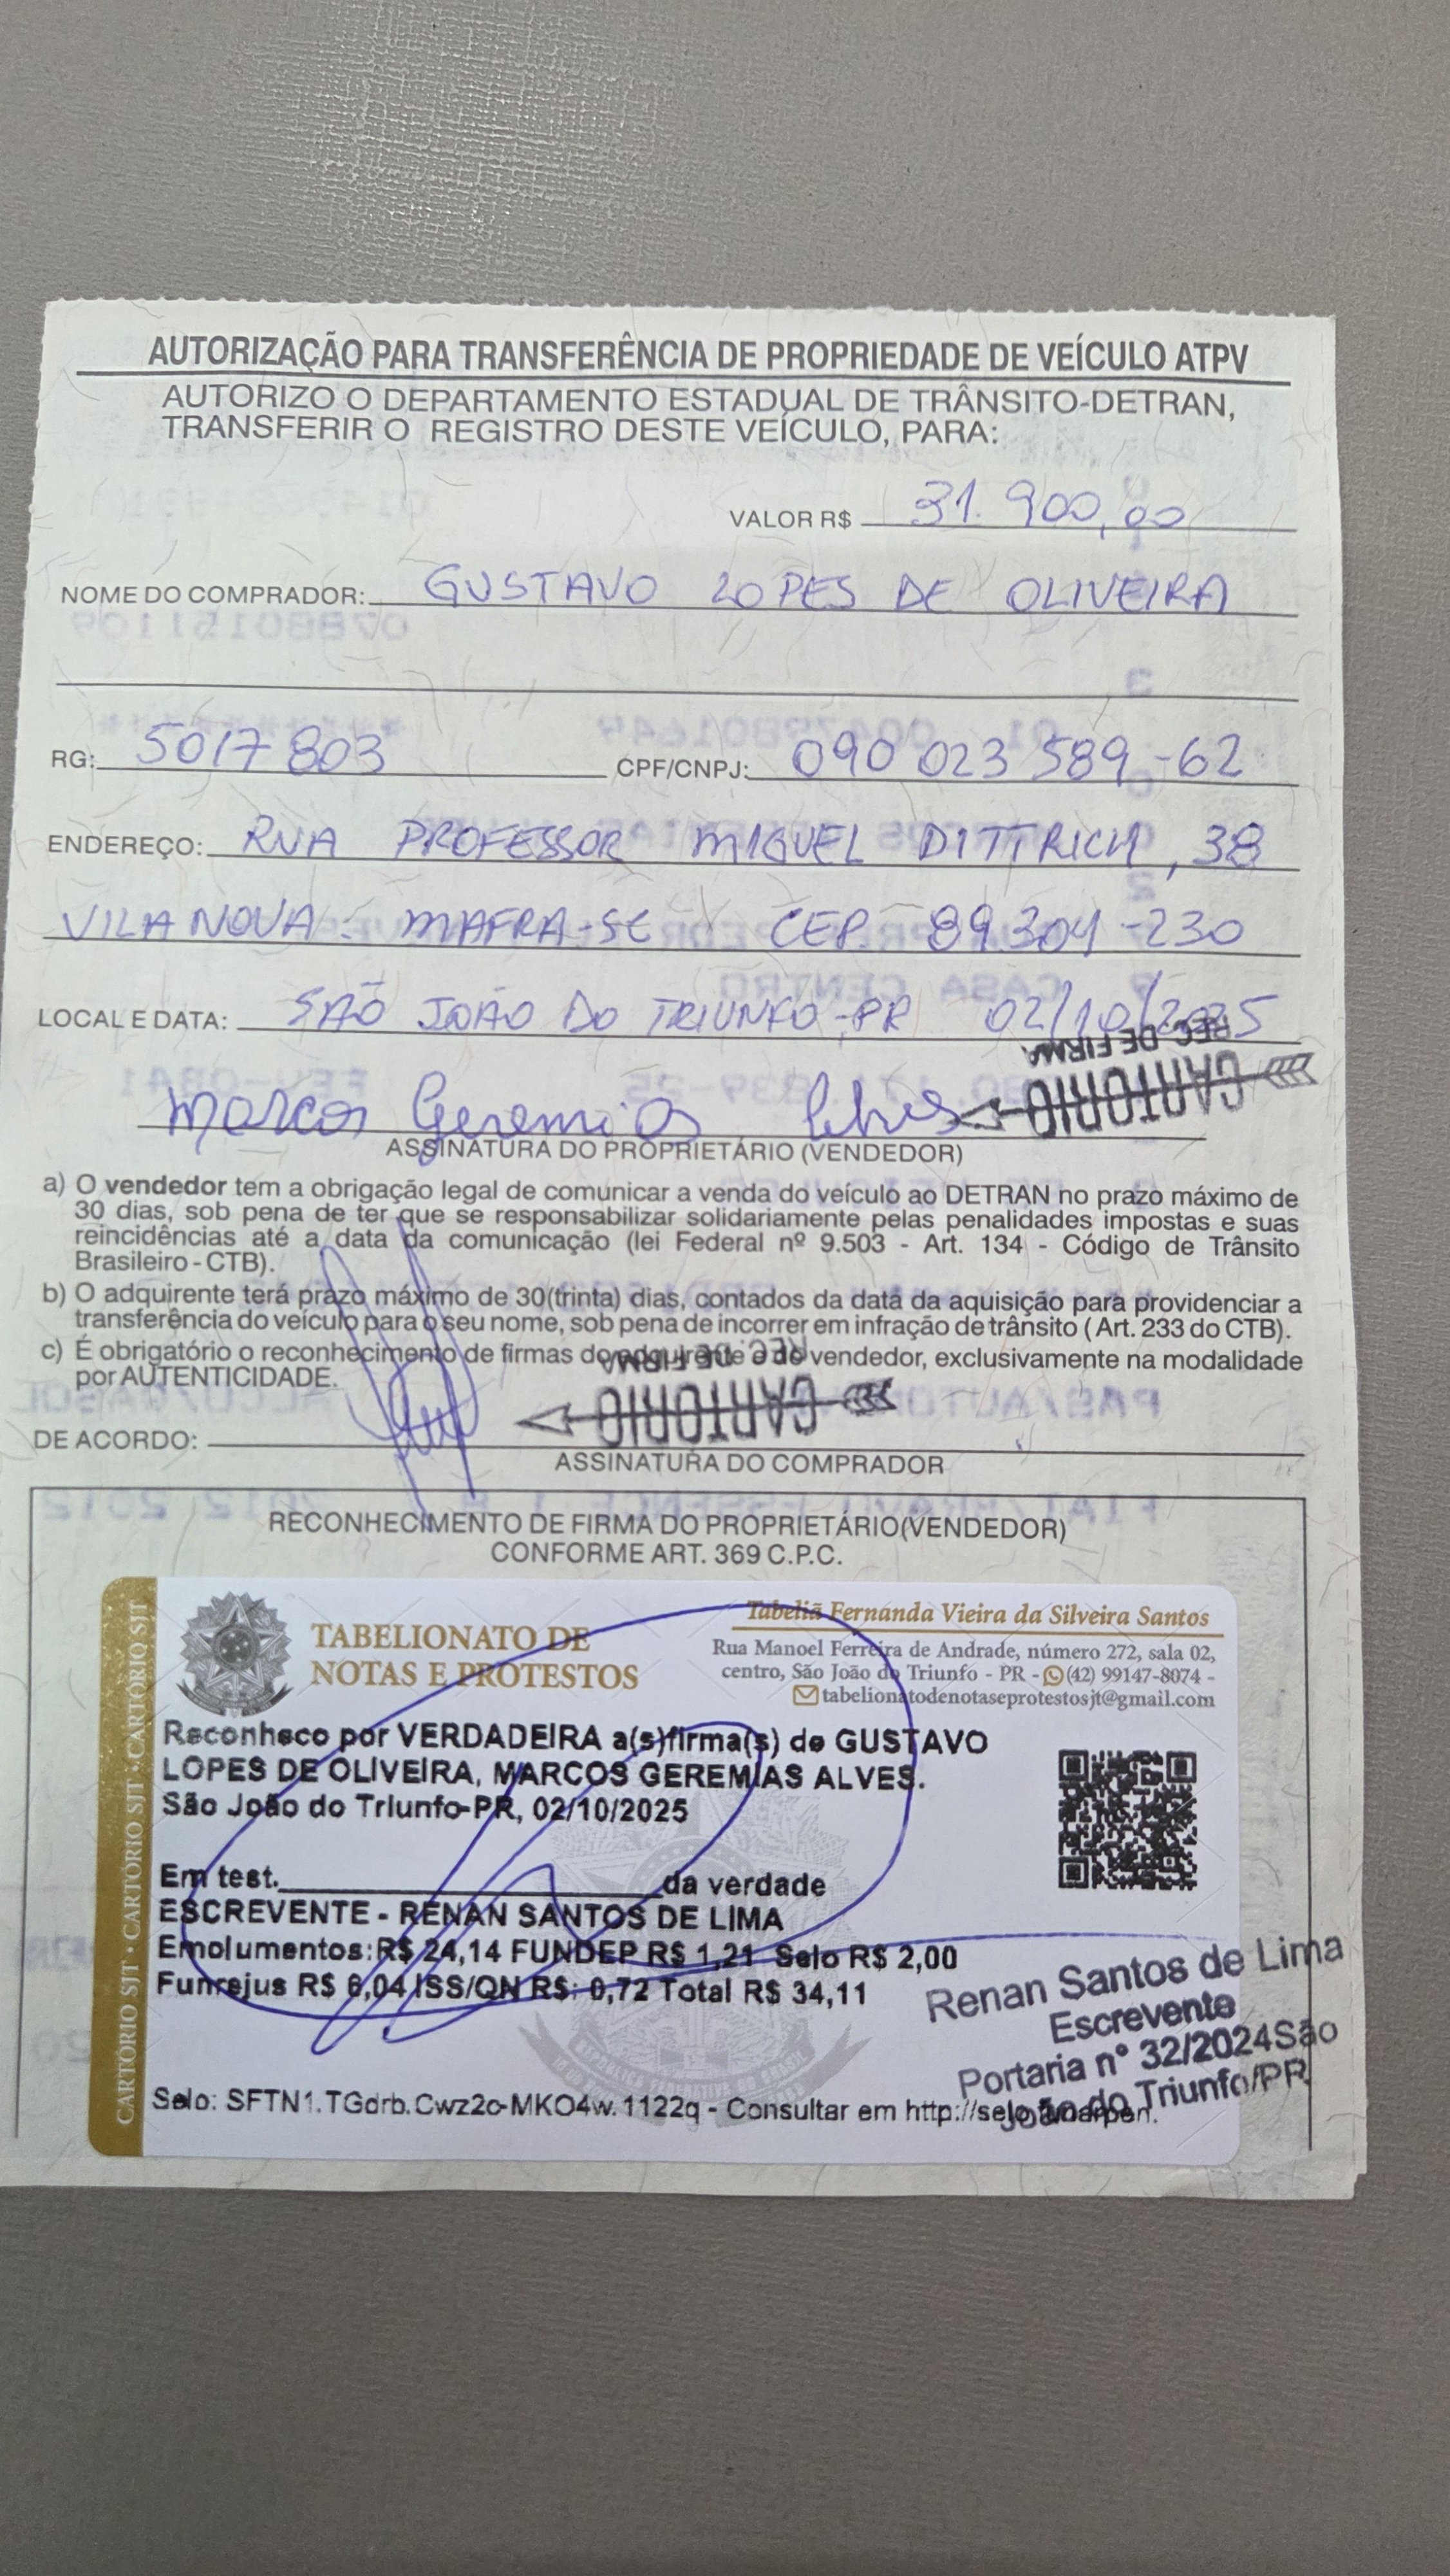 AUTORIZAÇÃO PARA TRANSFERÊNCIA DE PROPRIEDADE DE VEÍCULO ATPV
AUTORIZO O DEPARTAMENTO ESTADUAL DE TRÂNSITO-DETRAN,
TRANSFERIR O REGISTRO DESTE VEÍCULO, PARA:
VALOR R$ 31.900,00
NOME DO COMPRADOR: GUSTAVO LOPES DE OLIVEIRA
RG: 5017803 CPF/CNPJ: 090 023 589-62
ENDEREÇO: RUA PROFESSOR MIGUEL DITTRICH, 38
VILA NOVA - MAFRA-SC CEP 89.304-230
LOCAL E DATA: SÃO JOÃO DO TRIUNFO-PR 02/10/2025
REC. DE FIRMA
CARTORIO
Marcos Geremias Alves
ASSINATURA DO PROPRIETÁRIO (VENDEDOR)
a) O vendedor tem a obrigação legal de comunicar a venda do veículo ao DETRAN no prazo máximo de
30 dias, sob pena de ter que se responsabilizar solidariamente pelas penalidades impostas e suas
reincidências até a data da comunicação (lei Federal nº 9.503 - Art. 134 - Código de Trânsito
Brasileiro - CTB).
b) O adquirente terá prazo máximo de 30(trinta) dias, contados da data da aquisição para providenciar a
transferência do veículo para o seu nome, sob pena de incorrer em infração de trânsito ( Art. 233 do CTB).
c) É obrigatório o reconhecimento de firmas do adquirente e do vendedor, exclusivamente na modalidade
por AUTENTICIDADE.
REC. DE FIRMA
CARTORIO
DE ACORDO:
ASSINATURA DO COMPRADOR
RECONHECIMENTO DE FIRMA DO PROPRIETÁRIO(VENDEDOR)
CONFORME ART. 369 C.P.C.
CARTÓRIO SJT • CARTÓRIO SJT • CARTÓRIO SJT • CARTÓRIO SJT
TABELIONATO DE
NOTAS E PROTESTOS
Tabeliã Fernanda Vieira da Silveira Santos
Rua Manoel Ferreira de Andrade, número 272, sala 02,
centro, São João do Triunfo - PR - (42) 99147-8074 -
tabelionatodenotaseprotestosjt@gmail.com
Reconheco por VERDADEIRA a(s)firma(s) de GUSTAVO
LOPES DE OLIVEIRA, MARCOS GEREMIAS ALVES.
São João do Triunfo-PR, 02/10/2025
Em test.____da verdade
ESCREVENTE - RENAN SANTOS DE LIMA
Emolumentos:R$ 24,14 FUNDEP R$ 1,21 Selo R$ 2,00
Funrejus R$ 6,04 ISS/QN R$: 0,72 Total R$ 34,11
Renan Santos de Lima
Escrevente
Portaria n° 32/2024São
João do Triunfo/PR
Selo: SFTN1.TGdrb.Cwz2c-MKO4w.1122q - Consultar em http://selo.funarpen.